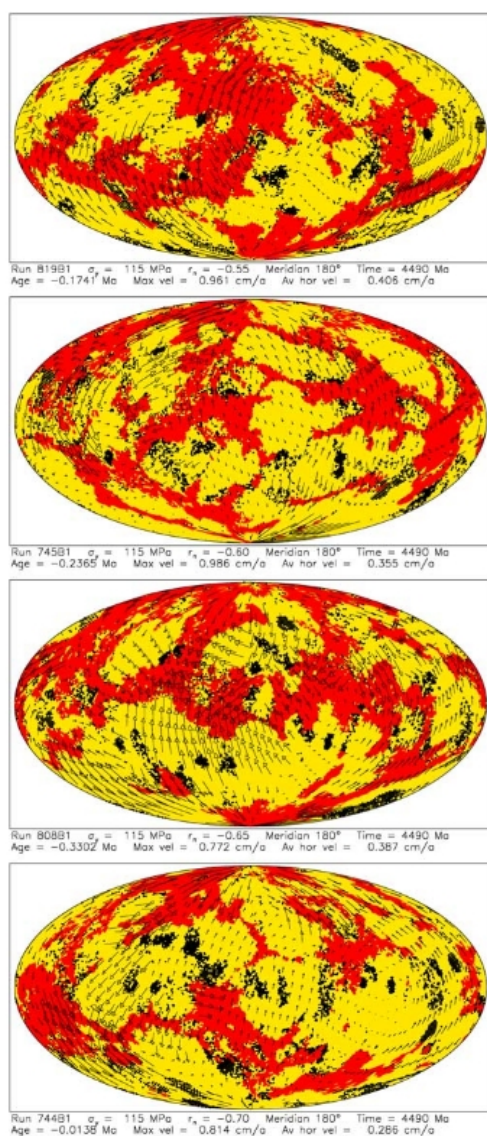 Run 819B1 σy = 115 MPa rη = −0.55 Meridian 180° Time = 4490 Ma
Age = −0.1741 Ma Max vel = 0.961 cm/a Av hor vel = 0.406 cm/a
Run 745B1 σy = 115 MPa rη = −0.60 Meridian 180° Time = 4490 Ma
Age = −0.2365 Ma Max vel = 0.986 cm/a Av hor vel = 0.355 cm/a
Run 808B1 σy = 115 MPa rη = −0.65 Meridian 180° Time = 4490 Ma
Age = −0.3302 Ma Max vel = 0.772 cm/a Av hor vel = 0.387 cm/a
Run 744B1 σy = 115 MPa rη = −0.70 Meridian 180° Time = 4490 Ma
Age = −0.0138 Ma Max vel = 0.814 cm/a Av hor vel = 0.286 cm/a